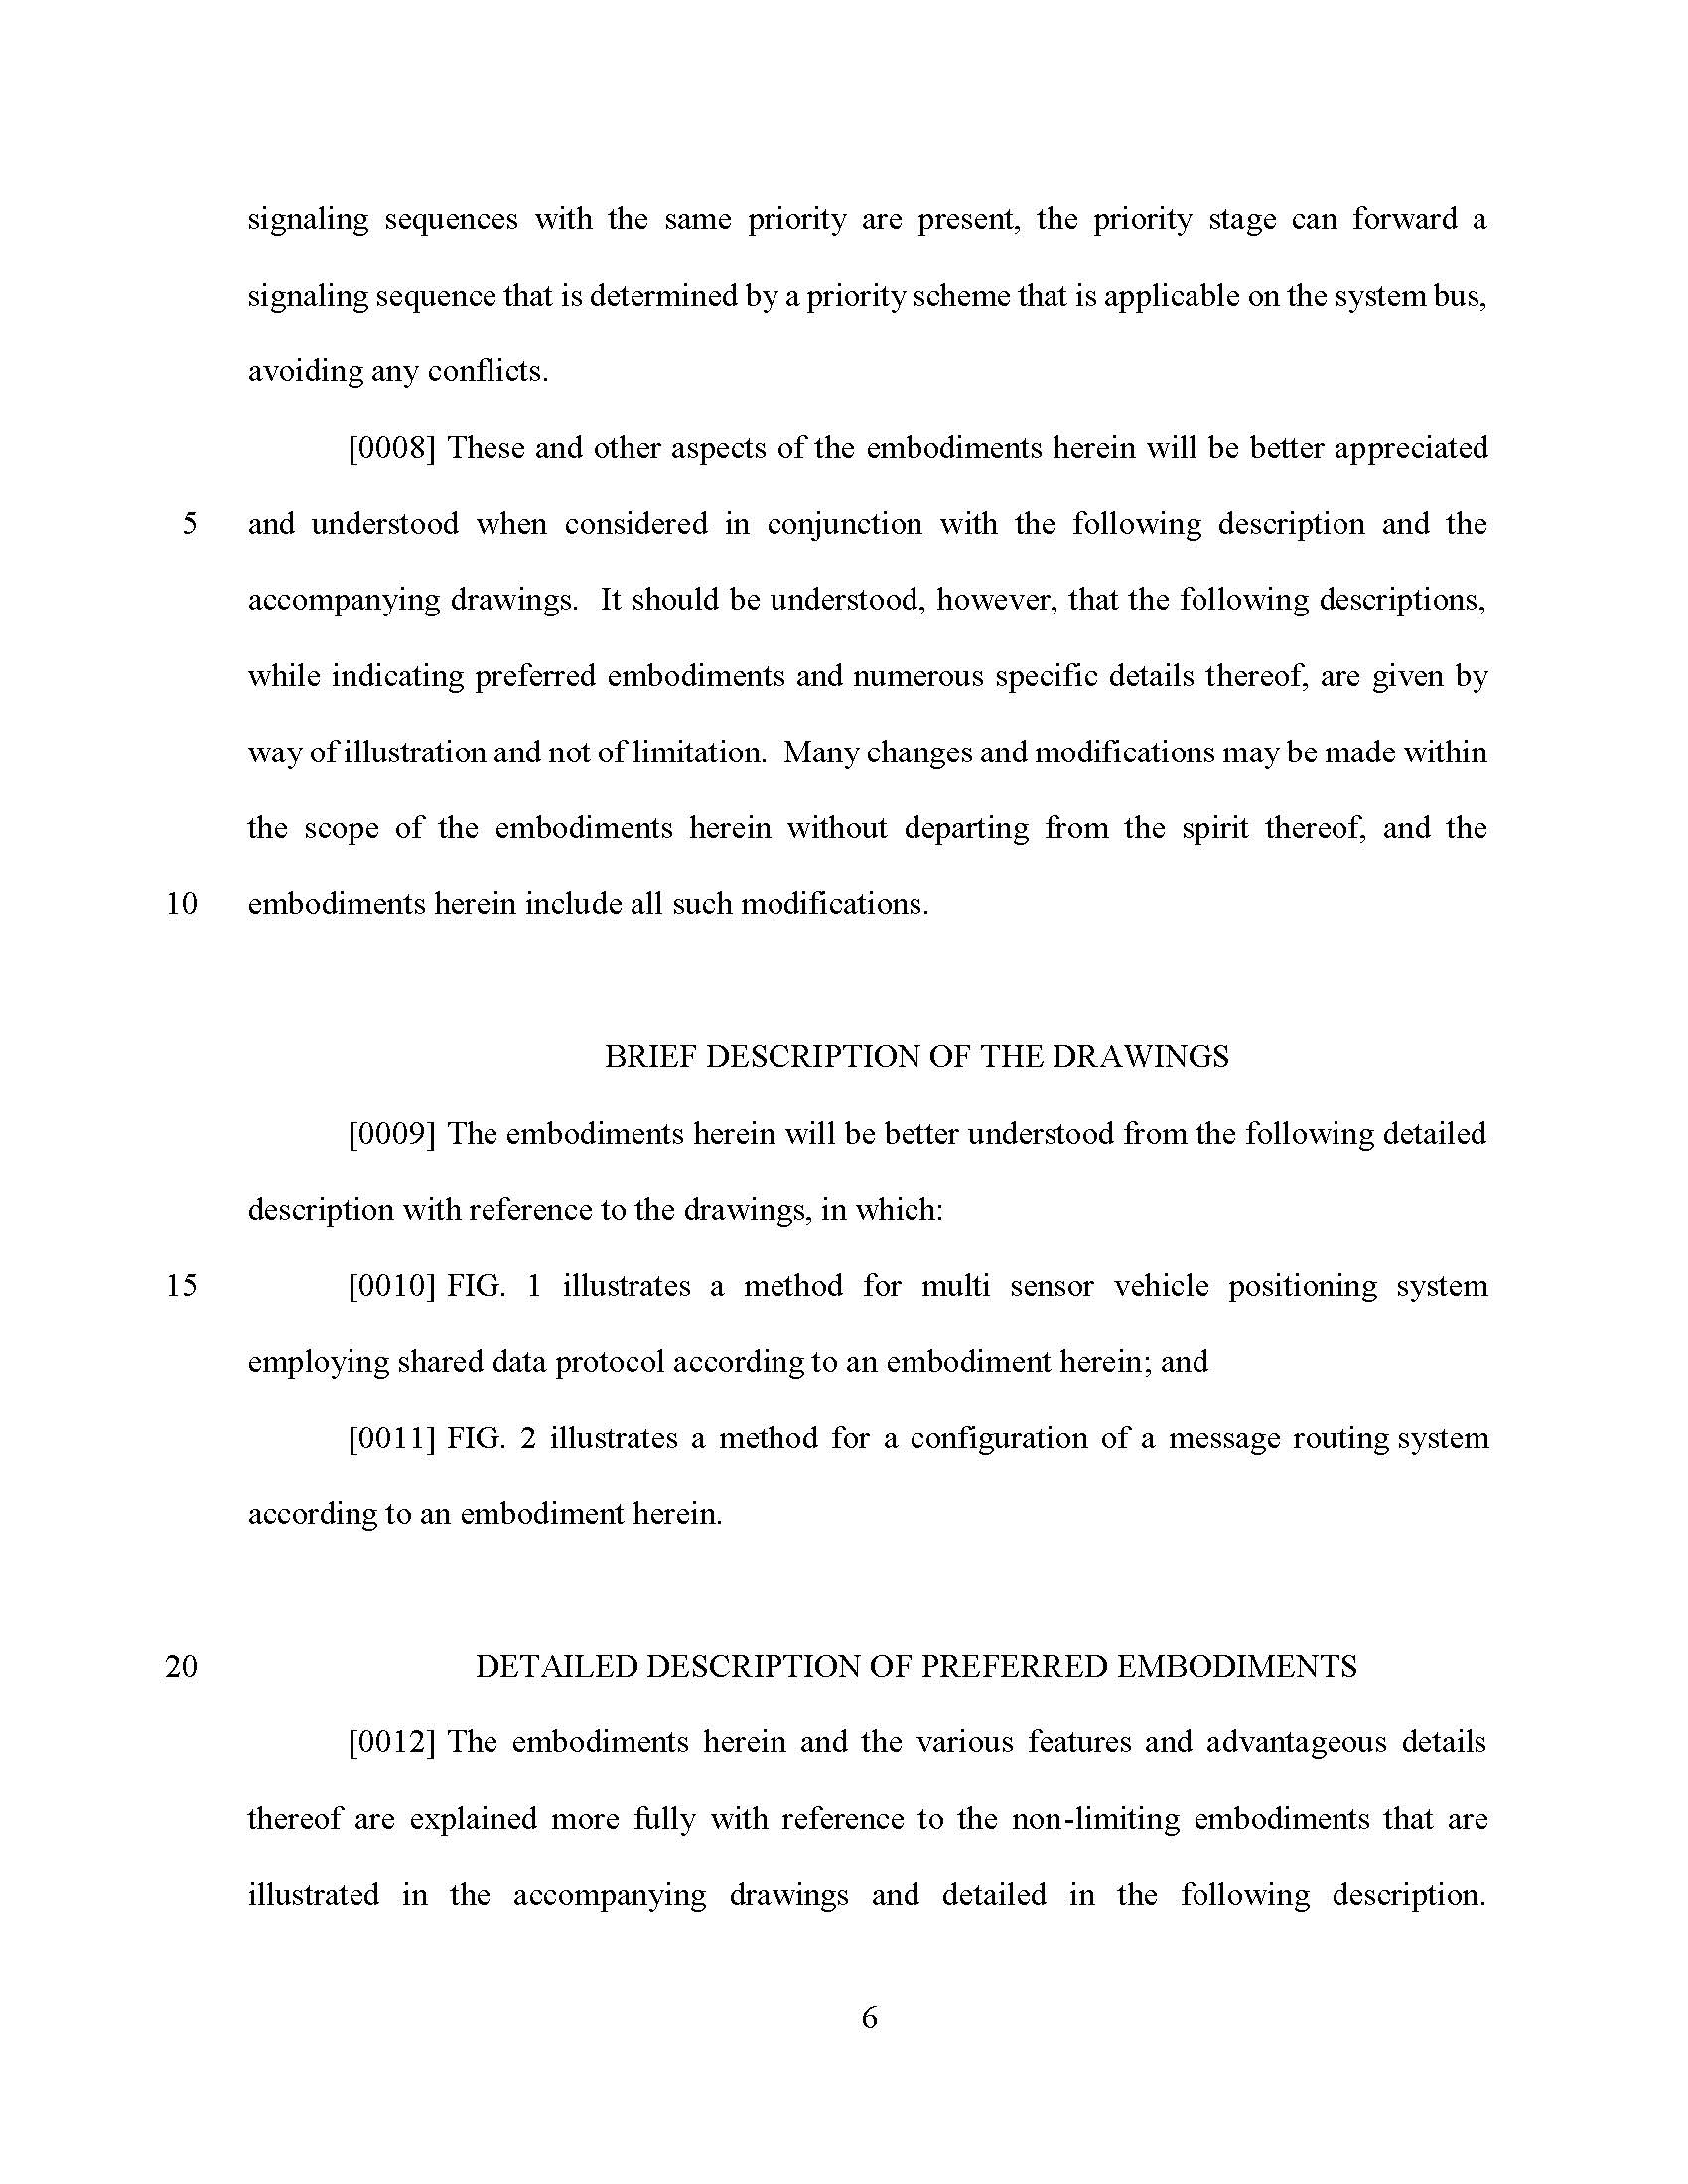 signaling sequences with the same priority are present, the priority stage can forward a
signaling sequence that is determined by a priority scheme that is applicable on the system bus,
avoiding any conflicts.
[0008] These and other aspects of the embodiments herein will be better appreciated
5 and understood when considered in conjunction with the following description and the
accompanying drawings. It should be understood, however, that the following descriptions,
while indicating preferred embodiments and numerous specific details thereof, are given by
way of illustration and not of limitation. Many changes and modifications may be made within
the scope of the embodiments herein without departing from the spirit thereof, and the
10 embodiments herein include all such modifications.
BRIEF DESCRIPTION OF THE DRAWINGS
[0009] The embodiments herein will be better understood from the following detailed
description with reference to the drawings, in which:
15 [0010] FIG. 1 illustrates a method for multi sensor vehicle positioning system
employing shared data protocol according to an embodiment herein; and
[0011] FIG. 2 illustrates a method for a configuration of a message routing system
according to an embodiment herein.
20 DETAILED DESCRIPTION OF PREFERRED EMBODIMENTS
[0012] The embodiments herein and the various features and advantageous details
thereof are explained more fully with reference to the non-limiting embodiments that are
illustrated in the accompanying drawings and detailed in the following description.
6